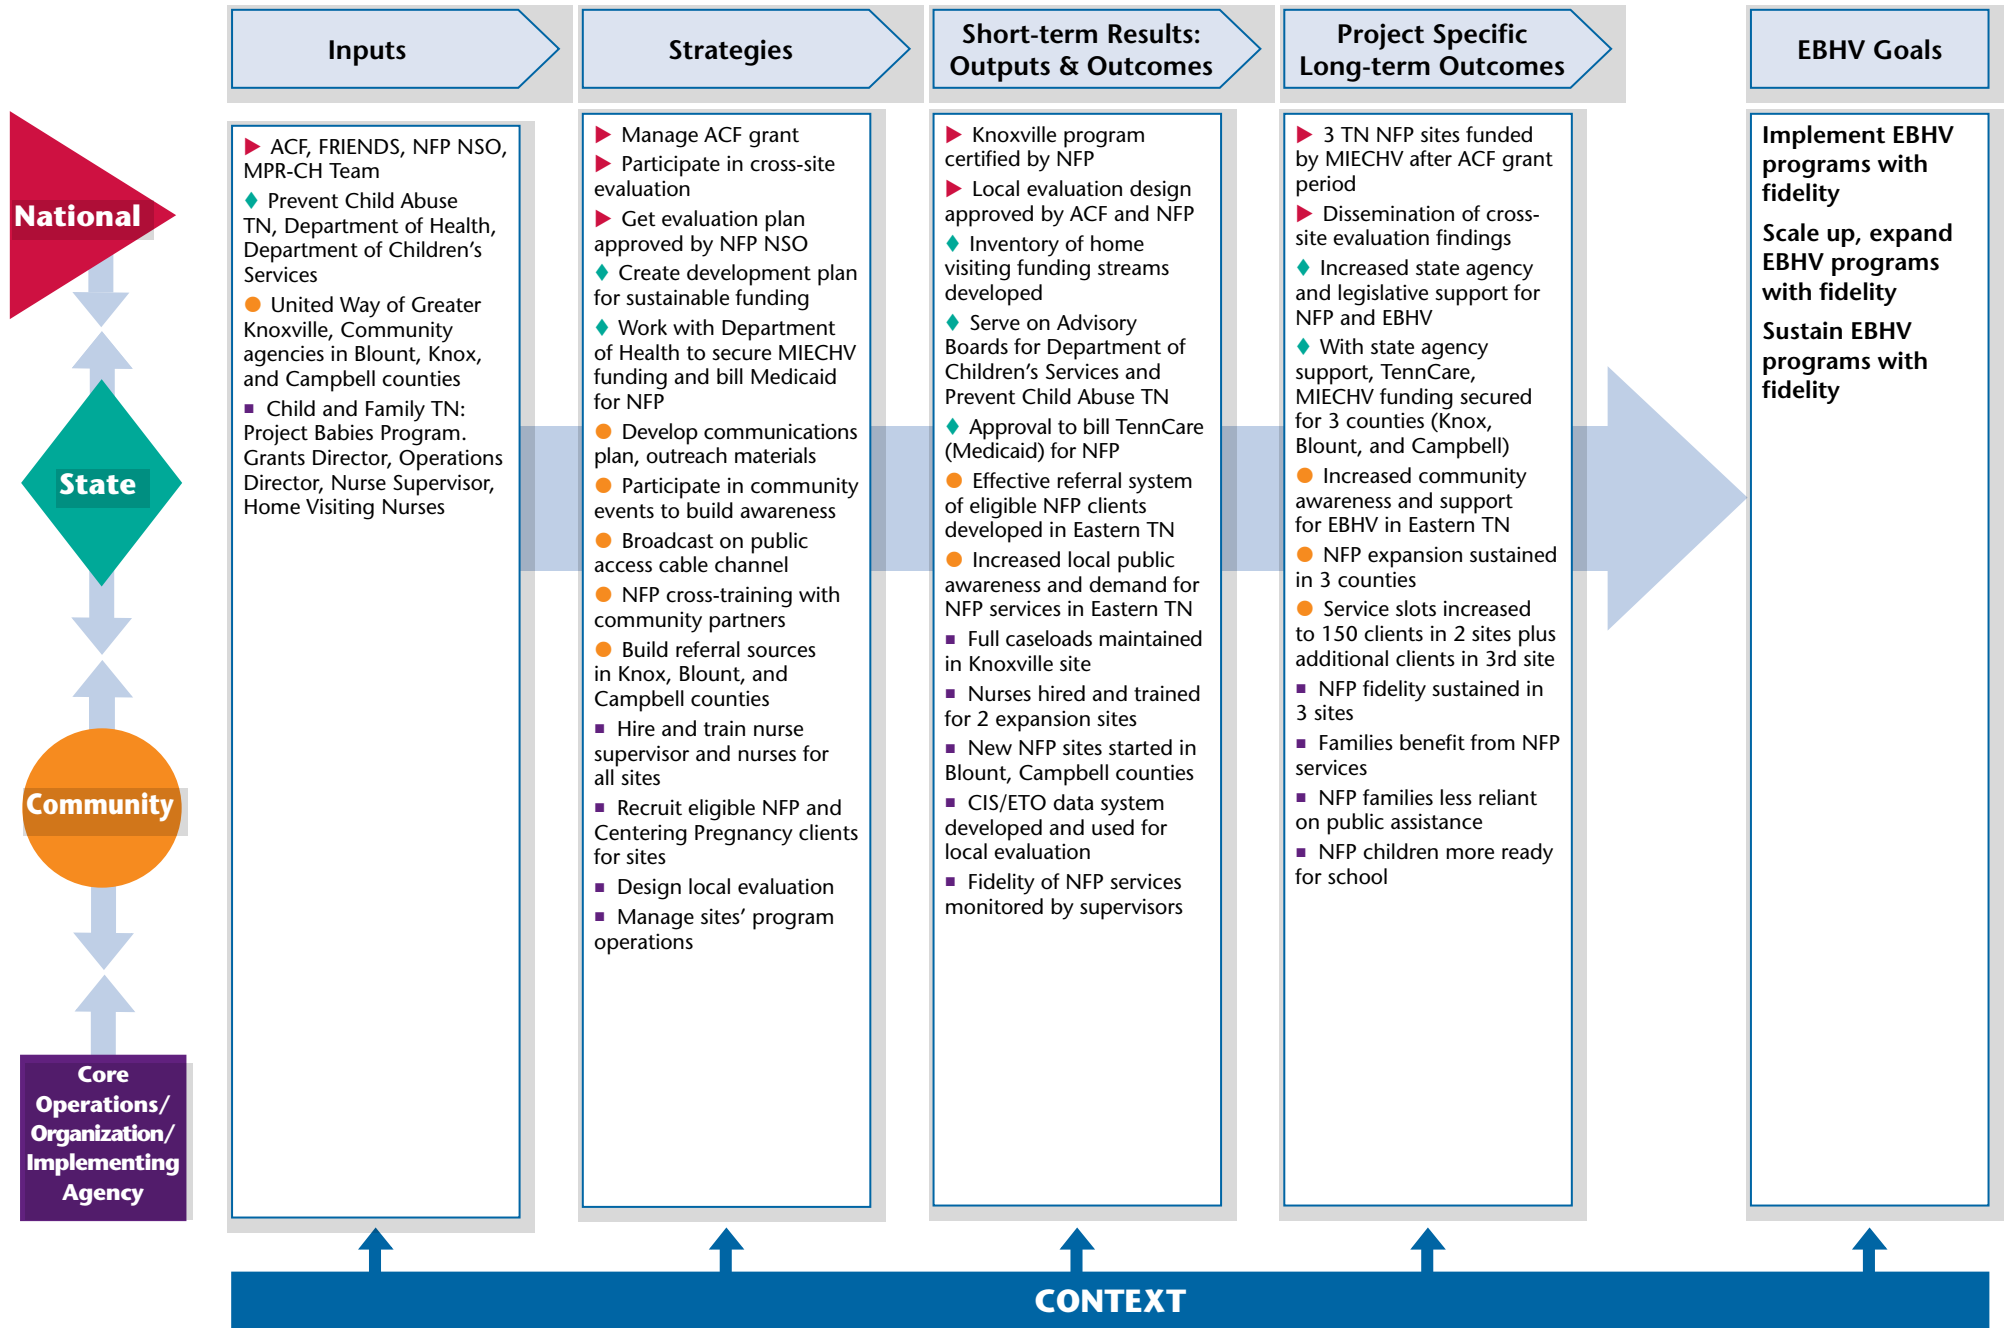 Inputs
Strategies
Short-term Results:
Outputs & Outcomes
Project Specific
Long-term Outcomes
EBHV Goals
National
State
Community
Core
Operations/
Organization/
Implementing
Agency
ACF, FRIENDS, NFP NSO,
MPR-CH Team
Prevent Child Abuse
TN, Department of Health,
Department of Children's
Services
United Way of Greater
Knoxville, Community
agencies in Blount, Knox,
and Campbell counties
Child and Family TN:
Project Babies Program.
Grants Director, Operations
Director, Nurse Supervisor,
Home Visiting Nurses
Manage ACF grant
Participate in cross-site
evaluation
Get evaluation plan
approved by NFP NSO
Create development plan
for sustainable funding
Work with Department
of Health to secure MIECHV
funding and bill Medicaid
for NFP
Develop communications
plan, outreach materials
Participate in community
events to build awareness
Broadcast on public
access cable channel
NFP cross-training with
community partners
Build referral sources
in Knox, Blount, and
Campbell counties
Hire and train nurse
supervisor and nurses for
all sites
Recruit eligible NFP and
Centering Pregnancy clients
for sites
Design local evaluation
Manage sites' program
operations
Knoxville program
certified by NFP
Local evaluation design
approved by ACF and NFP
Inventory of home
visiting funding streams
developed
Serve on Advisory
Boards for Department of
Children's Services and
Prevent Child Abuse TN
Approval to bill TennCare
(Medicaid) for NFP
Effective referral system
of eligible NFP clients
developed in Eastern TN
Increased local public
awareness and demand for
NFP services in Eastern TN
Full caseloads maintained
in Knoxville site
Nurses hired and trained
for 2 expansion sites
New NFP sites started in
Blount, Campbell counties
CIS/ETO data system
developed and used for
local evaluation
Fidelity of NFP services
monitored by supervisors
3 TN NFP sites funded
by MIECHV after ACF grant
period
Dissemination of cross-
site evaluation findings
Increased state agency
and legislative support for
NFP and EBHV
With state agency
support, TennCare,
MIECHV funding secured
for 3 counties (Knox,
Blount, and Campbell)
Increased community
awareness and support
for EBHV in Eastern TN
NFP expansion sustained
in 3 counties
Service slots increased
to 150 clients in 2 sites plus
additional clients in 3rd site
NFP fidelity sustained in
3 sites
Families benefit from NFP
services
NFP families less reliant
on public assistance
NFP children more ready
for school
Implement EBHV
programs with
fidelity
Scale up, expand
EBHV programs
with fidelity
Sustain EBHV
programs with
fidelity
CONTEXT